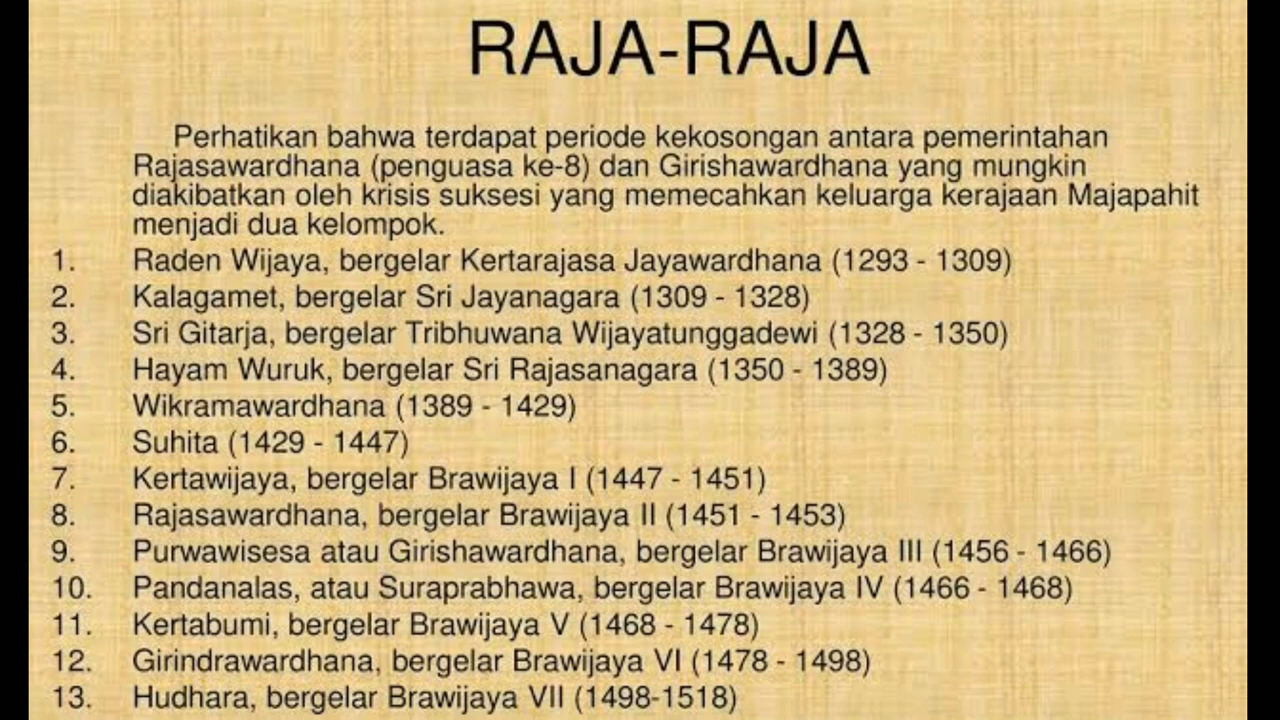 RAJA-RAJA
Perhatikan bahwa terdapat periode kekosongan antara pemerintahan
Rajasawardhana (penguasa ke-8) dan Girishawardhana yang mungkin
diakibatkan oleh krisis suksesi yang memecahkan keluarga kerajaan Majapahit
menjadi dua kelompok.
1. Raden Wijaya, bergelar Kertarajasa Jayawardhana (1293 - 1309)
2. Kalagamet, bergelar Sri Jayanagara (1309 - 1328)
3. Sri Gitarja, bergelar Tribhuwana Wijayatunggadewi (1328 - 1350)
4. Hayam Wuruk, bergelar Sri Rajasanagara (1350 - 1389)
5. Wikramawardhana (1389 - 1429)
6. Suhita (1429 - 1447)
7. Kertawijaya, bergelar Brawijaya I (1447 - 1451)
8. Rajasawardhana, bergelar Brawijaya II (1451 - 1453)
9. Purwawisesa atau Girishawardhana, bergelar Brawijaya III (1456 - 1466)
10. Pandanalas, atau Suraprabhawa, bergelar Brawijaya IV (1466 - 1468)
11. Kertabumi, bergelar Brawijaya V (1468 - 1478)
12. Girindrawardhana, bergelar Brawijaya VI (1478 - 1498)
13. Hudhara, bergelar Brawijaya VII (1498-1518)